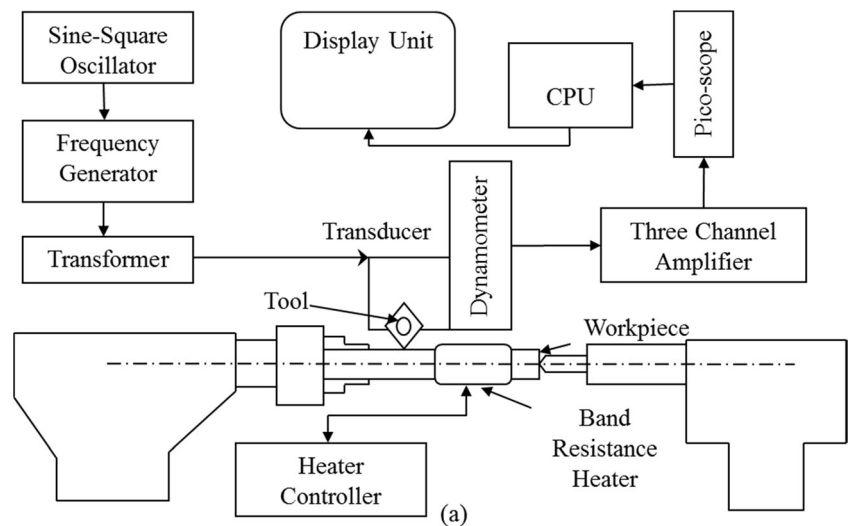 Sine-Square
Oscillator
Display Unit
CPU
Pico-scope
Frequency
Generator
Transformer
Transducer
Dynamometer
Three Channel
Amplifier
Tool
Workpiece
Band
Resistance
Heater
Heater
Controller
(a)